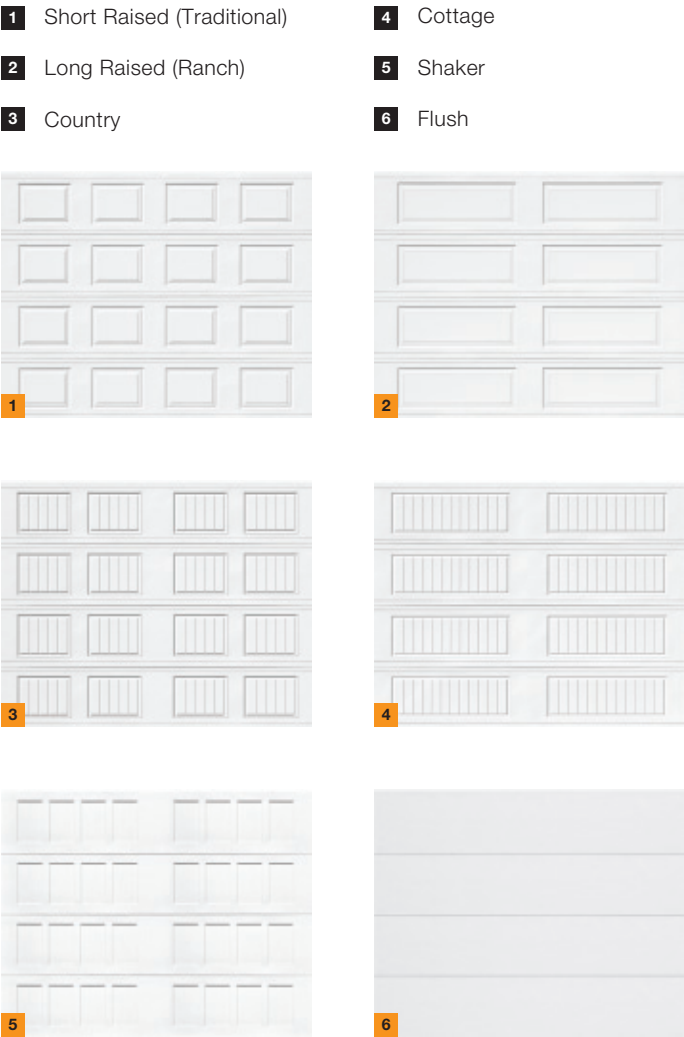 1 Short Raised (Traditional)
2 Long Raised (Ranch)
3 Country
4 Cottage
5 Shaker
6 Flush
1
2
3
4
5
6